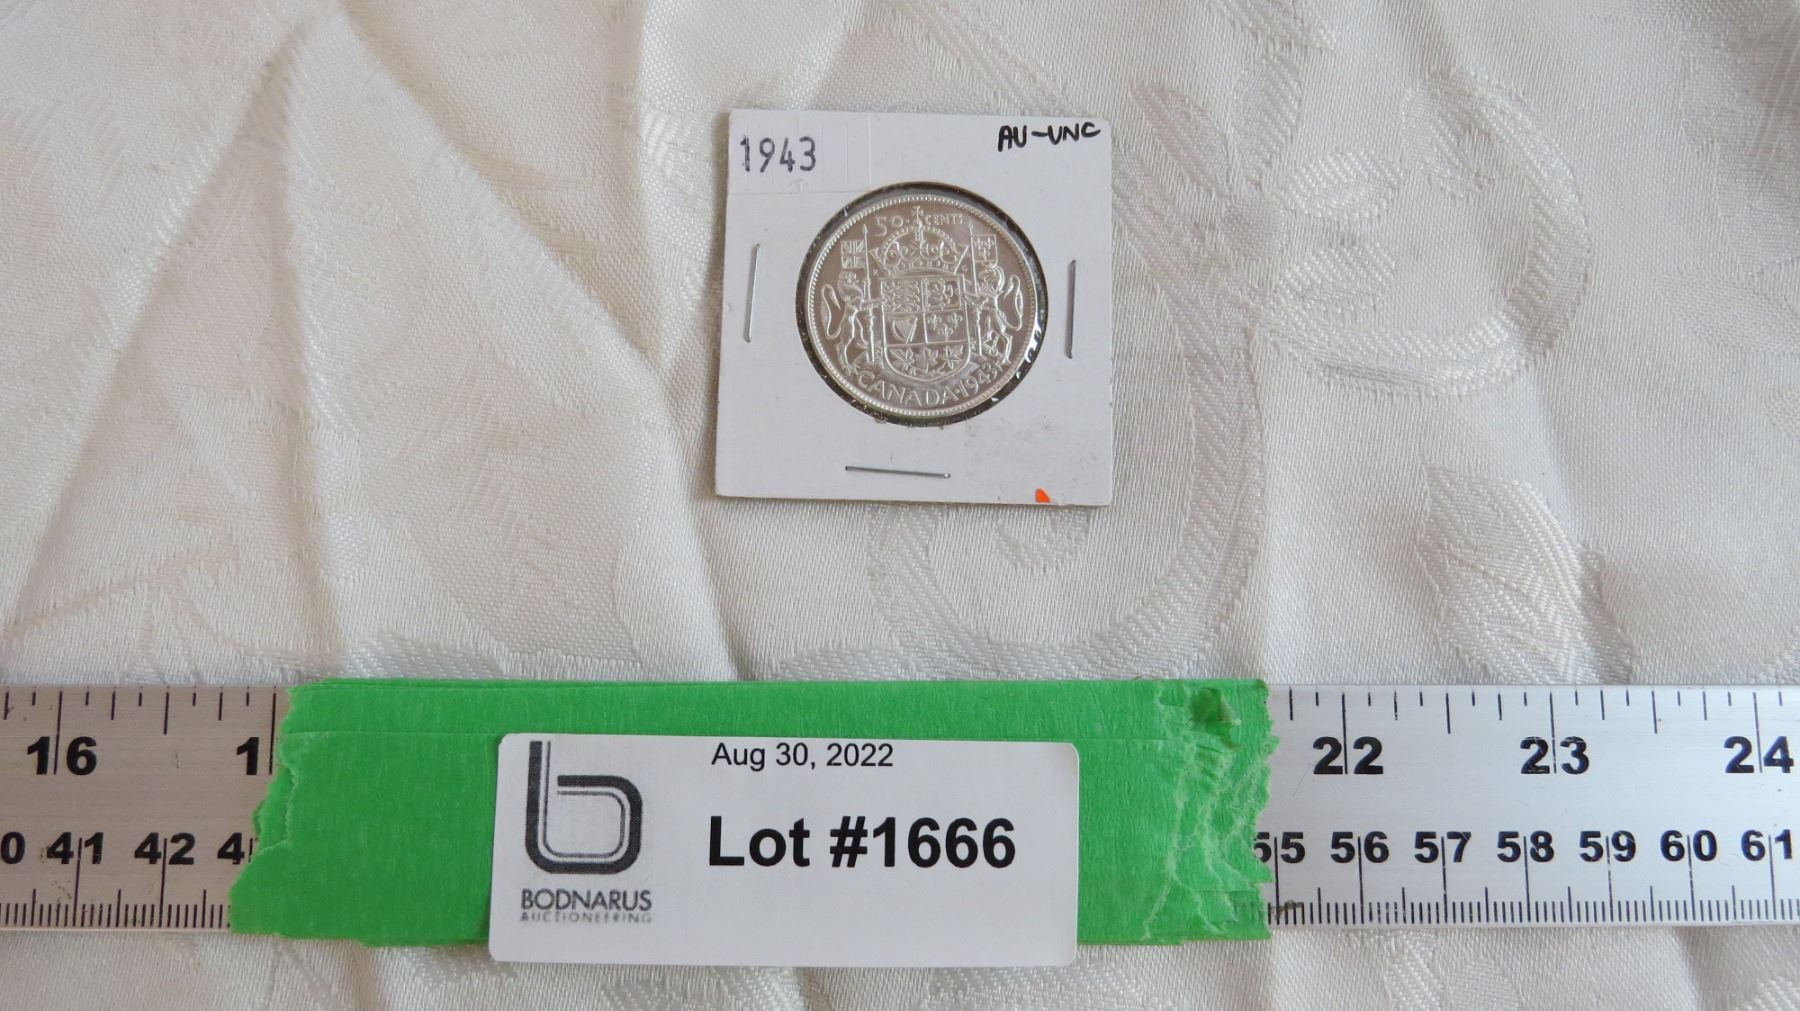 1943
AU-UNC
50 CENTS
CANADA·1943
16 1 22 23 24
0 41 42 4 55 56 57 58 59 60 61
Aug 30, 2022
Lot #1666
BODNARUS
AUCTIONEERING